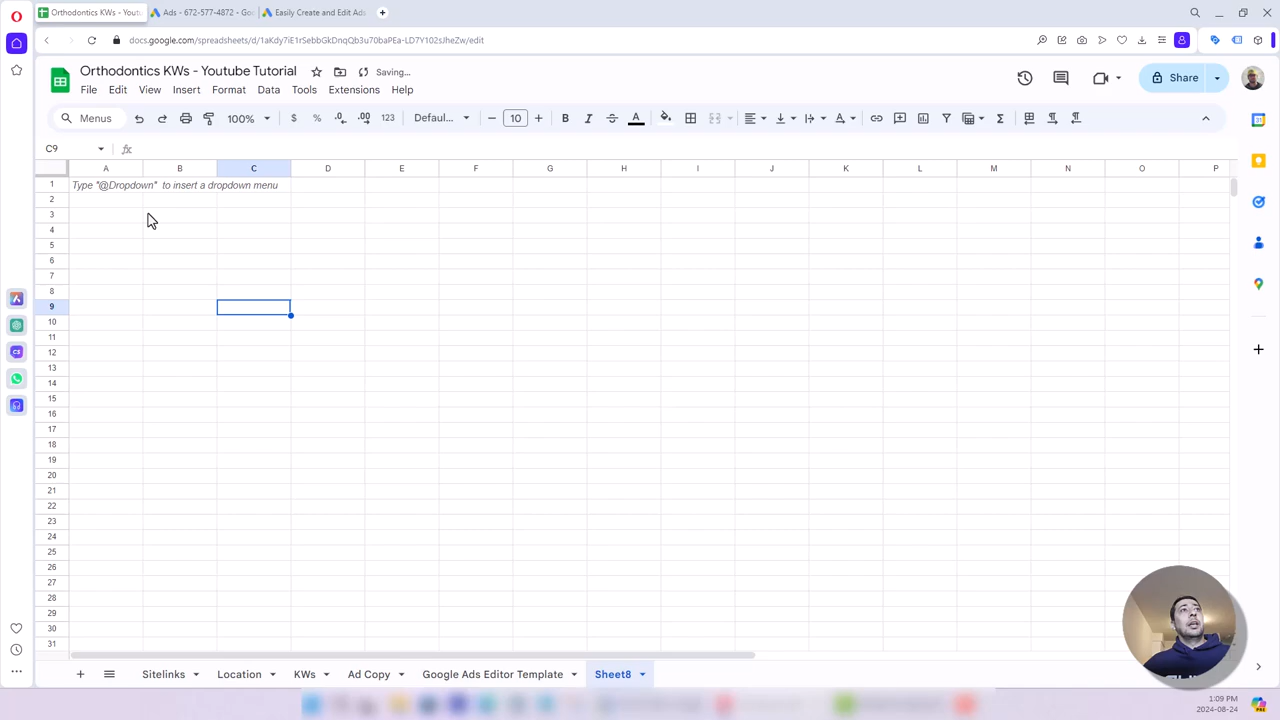 Orthodontics KWs - Yout
Ads - 672-577-4872 - Go
Easily Create and Edit Ads
docs.google.com/spreadsheets/d/1aKdy7iE1rSebbGkDnqQb3u70baPEa-LD7Y102sJheZw/edit
Orthodontics KWs - Youtube Tutorial
Saving...
Share
File Edit View Insert Format Data Tools Extensions Help
Menus
100%
$ % .0 .00 123
Defaul...
10
B I A
C9
fx
A B C D E F G H I J K L M N O P
1 Type "@Dropdown" to insert a dropdown menu
2
3
4
5
6
7
8
9
10
11
12
13
14
15
16
17
18
19
20
21
22
23
24
25
26
27
28
29
30
31
Sitelinks Location KWs Ad Copy Google Ads Editor Template Sheet8
1:09 PM
2024-08-24